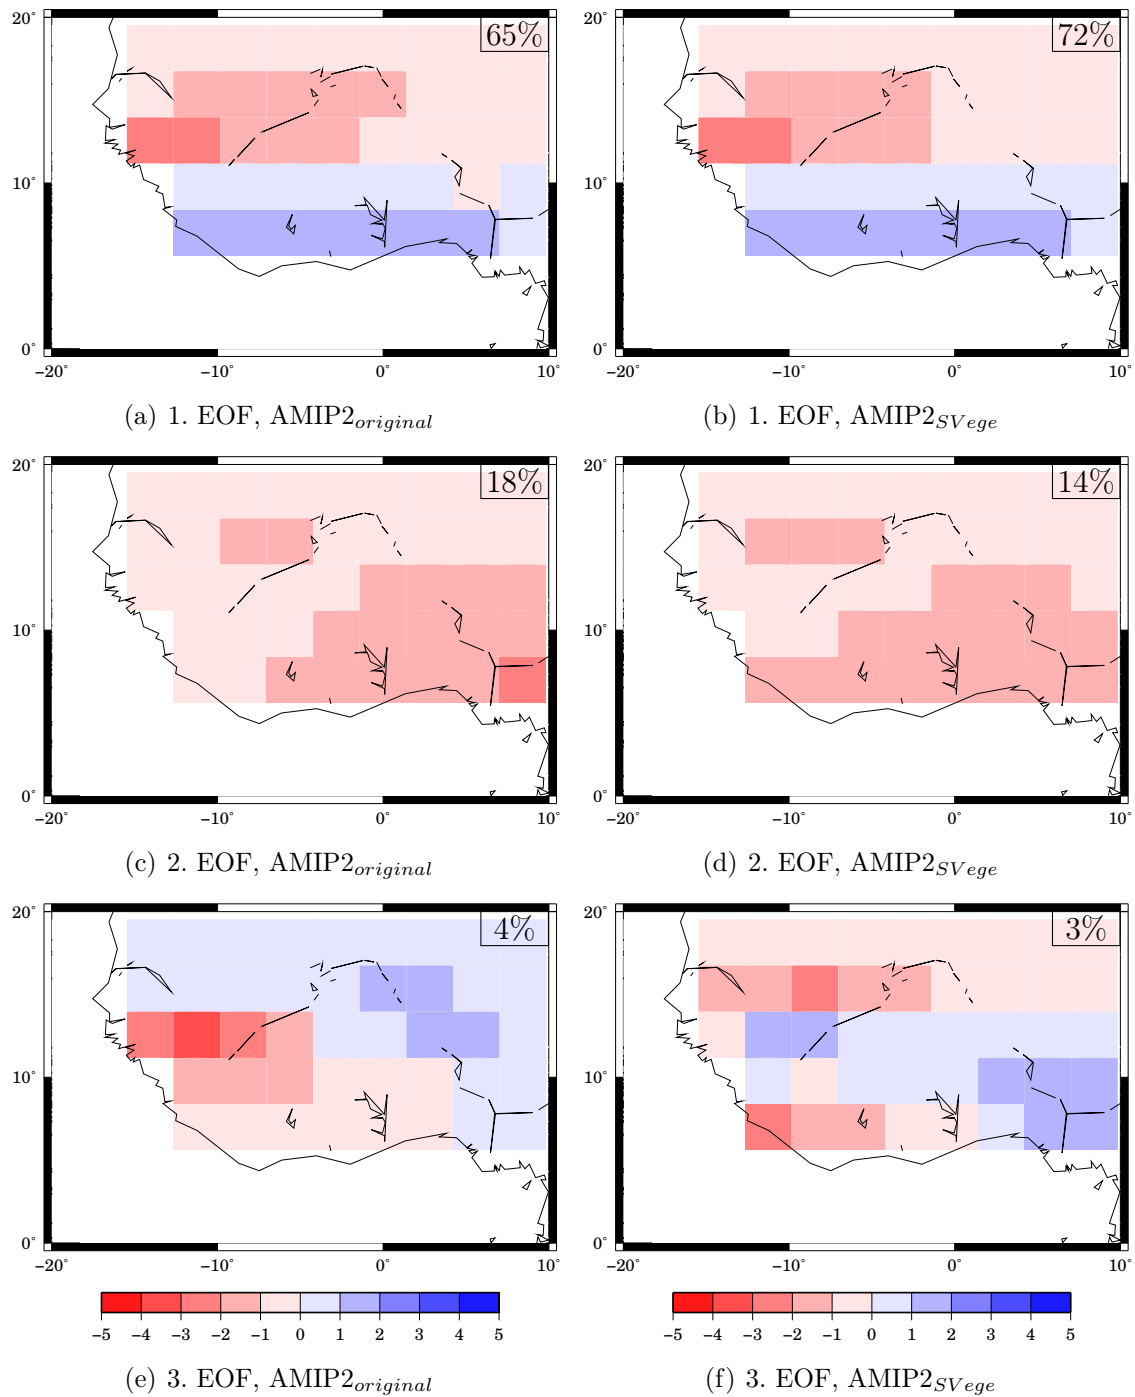 20° 65% 20° 72%
10° 10°
0° 0°
−20° −10° 0° 10° −20° −10° 0° 10°
(a) 1. EOF, AMIP2original (b) 1. EOF, AMIP2SVege
20° 18% 20° 14%
10° 10°
0° 0°
−20° −10° 0° 10° −20° −10° 0° 10°
(c) 2. EOF, AMIP2original (d) 2. EOF, AMIP2SVege
20° 4% 20° 3%
10° 10°
0° 0°
−20° −10° 0° 10° −20° −10° 0° 10°
−5 −4 −3 −2 −1 0 1 2 3 4 5 −5 −4 −3 −2 −1 0 1 2 3 4 5
(e) 3. EOF, AMIP2original (f) 3. EOF, AMIP2SVege